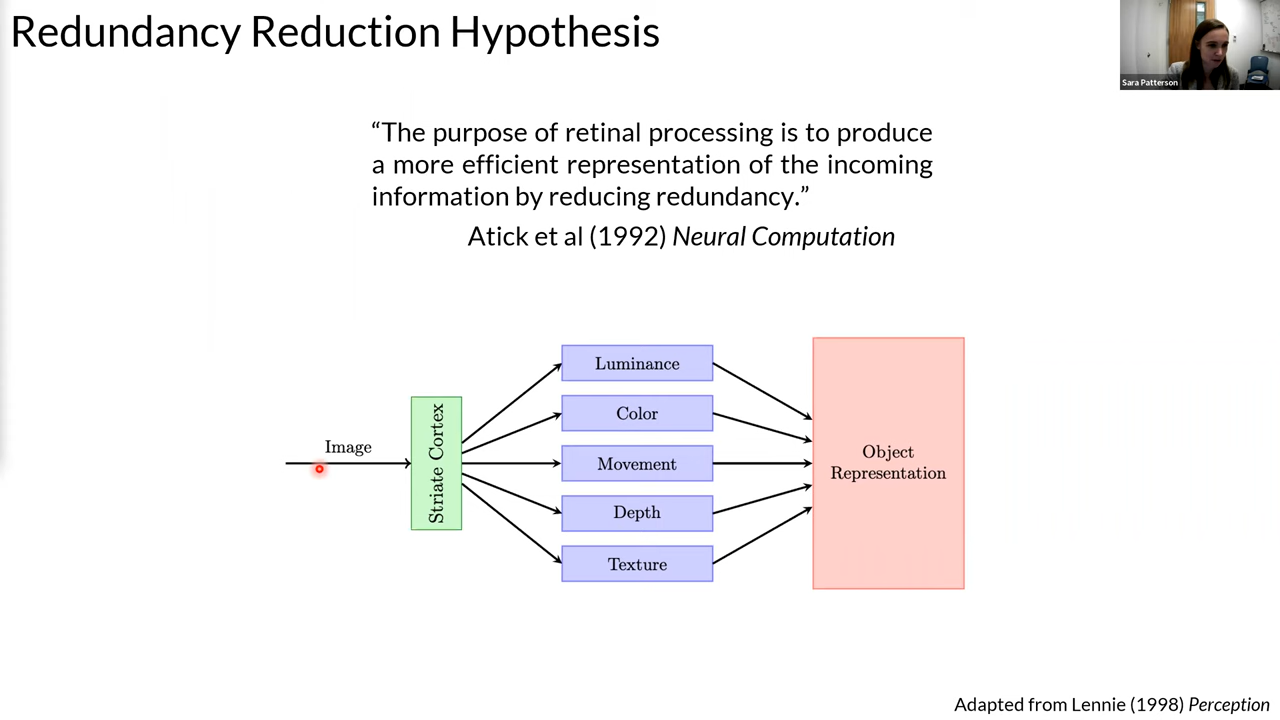 Redundancy Reduction Hypothesis
Sara Patterson
“The purpose of retinal processing is to produce
a more efficient representation of the incoming
information by reducing redundancy.”
Atick et al (1992) Neural Computation
Image
Striate Cortex
Luminance
Color
Movement
Depth
Texture
Object
Representation
Adapted from Lennie (1998) Perception